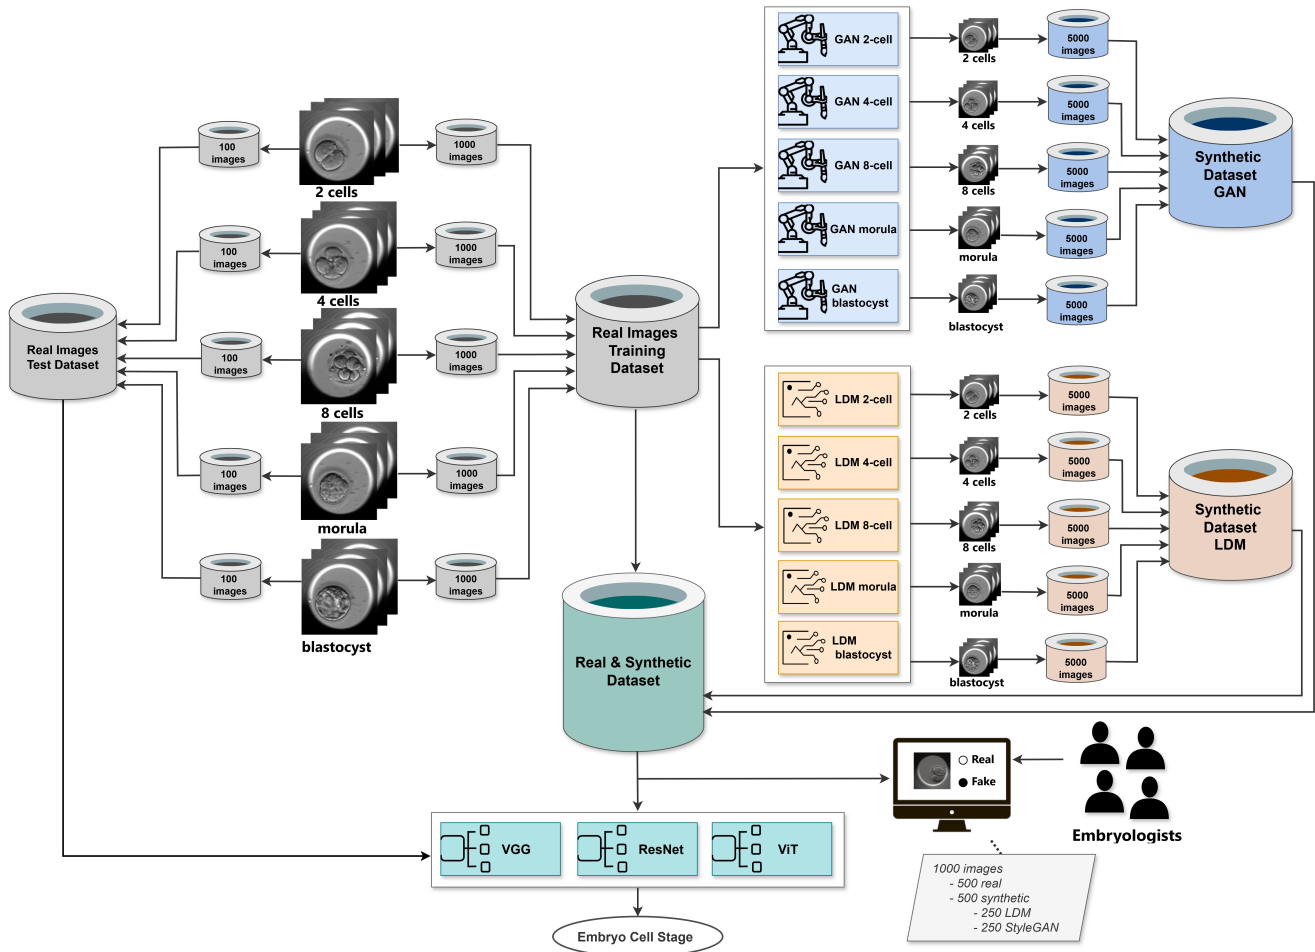 100
images
2 cells
1000
images
100
images
4 cells
1000
images
100
images
8 cells
1000
images
100
images
morula
1000
images
100
images
blastocyst
1000
images
Real Images
Test Dataset
Real Images
Training
Dataset
GAN 2-cell
2 cells
5000
images
GAN 4-cell
4 cells
5000
images
GAN 8-cell
8 cells
5000
images
GAN morula
morula
5000
images
GAN
blastocyst
blastocyst
5000
images
Synthetic
Dataset
GAN
LDM 2-cell
2 cells
5000
images
LDM 4-cell
4 cells
5000
images
LDM 8-cell
8 cells
5000
images
LDM morula
morula
5000
images
LDM
blastocyst
blastocyst
5000
images
Synthetic
Dataset
LDM
Real & Synthetic
Dataset
Real
Fake
Embryologists
1000 images
- 500 real
- 500 synthetic
- 250 LDM
- 250 StyleGAN
VGG
ResNet
ViT
Embryo Cell Stage